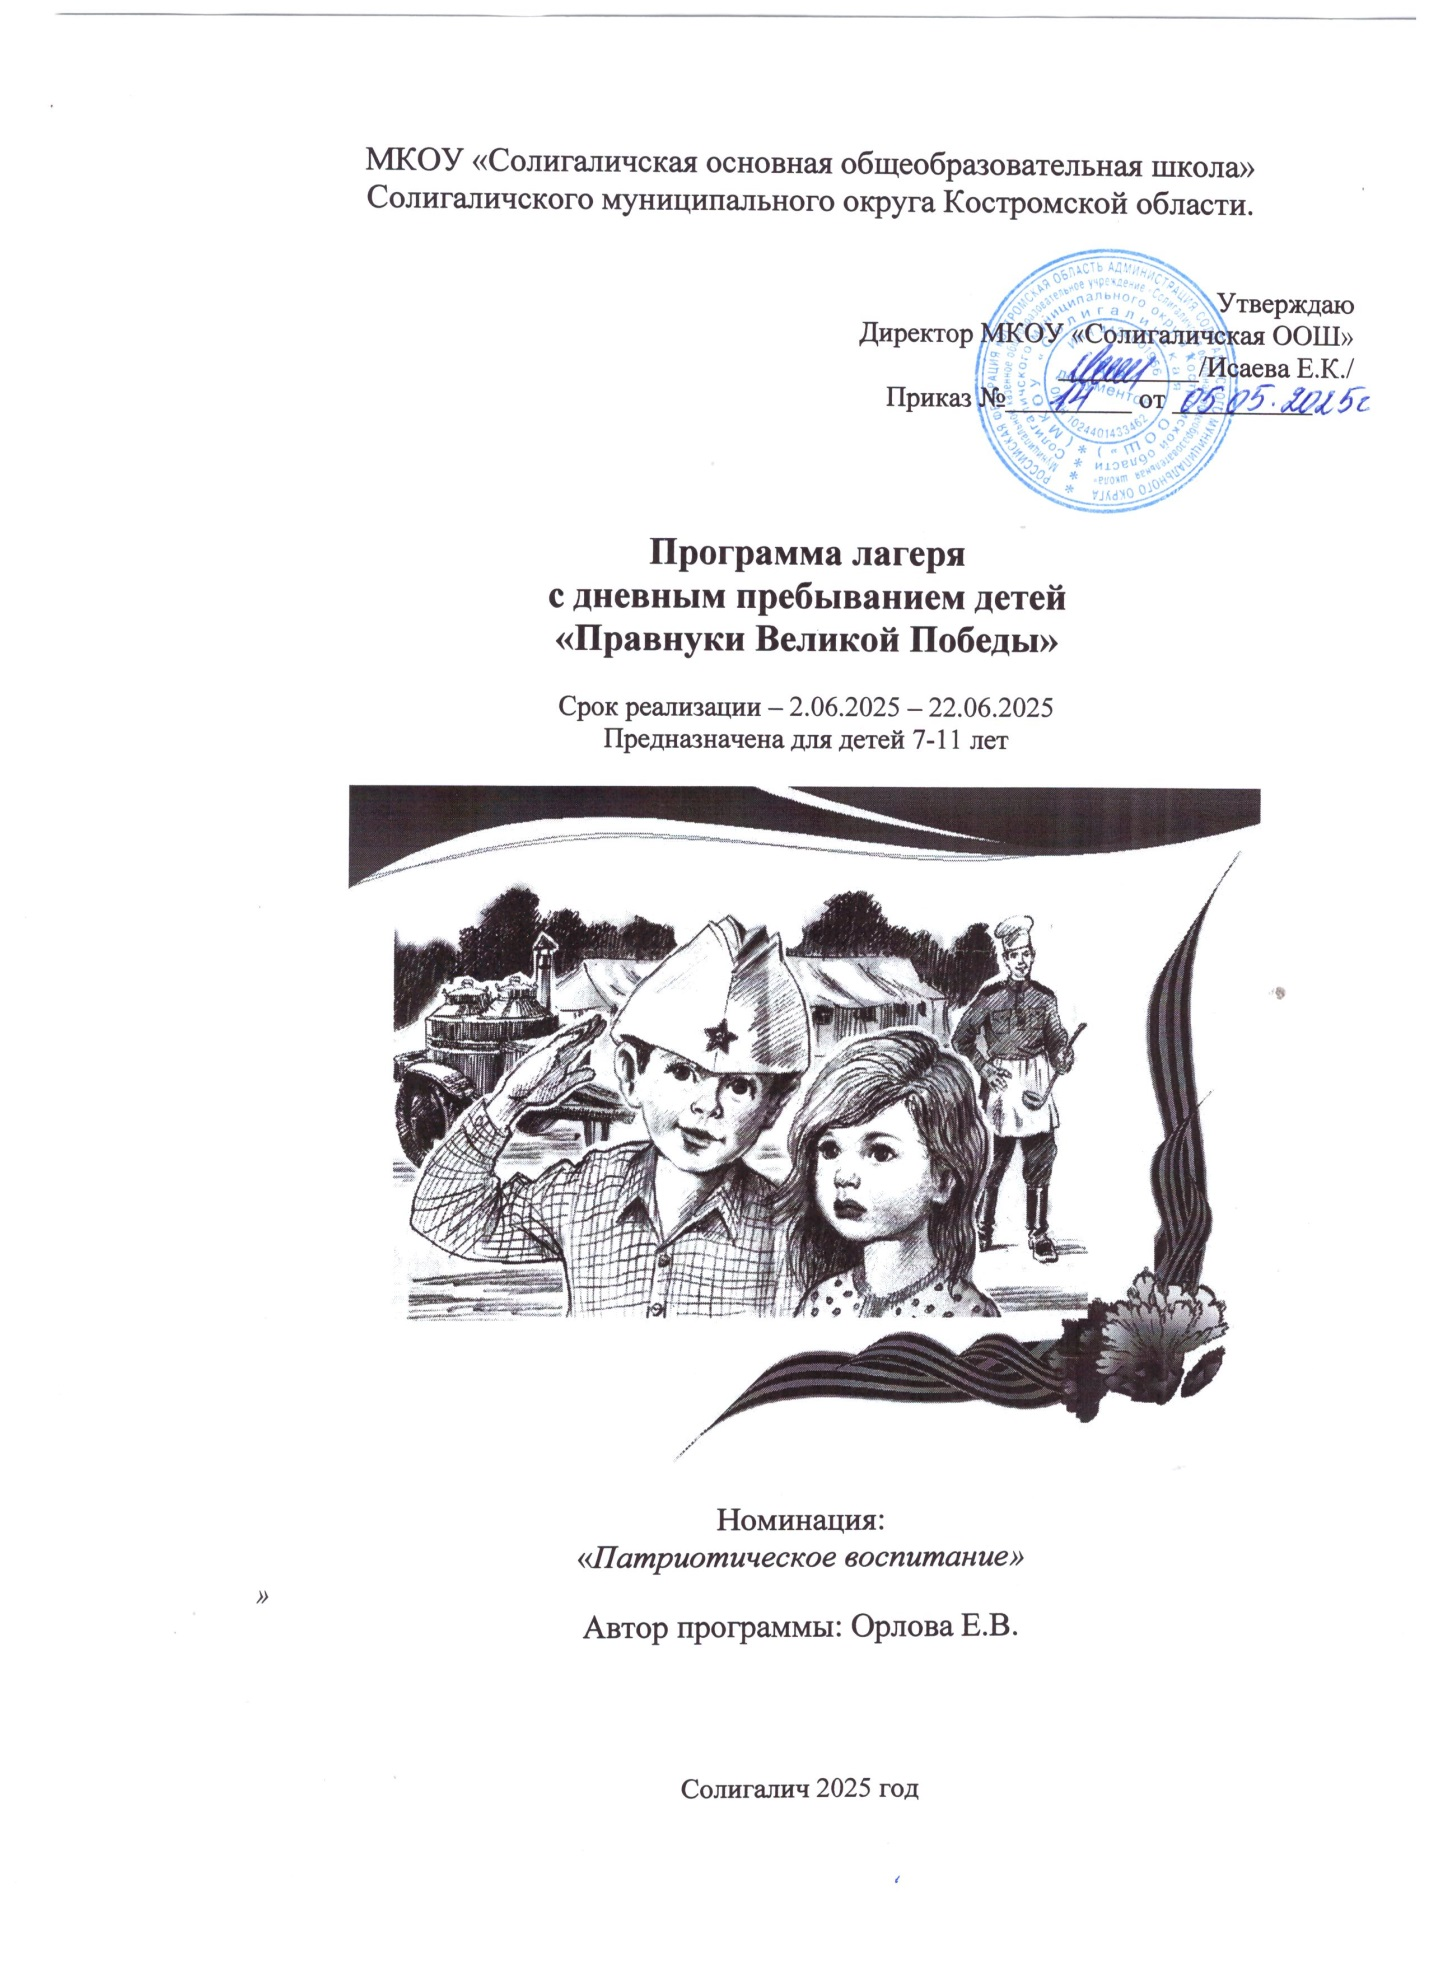 МКОУ «Солигаличская основная общеобразовательная школа»
Солигаличского муниципального округа Костромской области.
Утверждаю
Директор МКОУ «Солигаличская ООШ»
/Исаева Е.К./
Приказ № 14 от 05.05.2025г
1024401433462
Программа лагеря
с дневным пребыванием детей
«Правнуки Великой Победы»
Срок реализации – 2.06.2025 – 22.06.2025
Предназначена для детей 7-11 лет
Номинация:
«Патриотическое воспитание»
»
Автор программы: Орлова Е.В.
Солигалич 2025 год